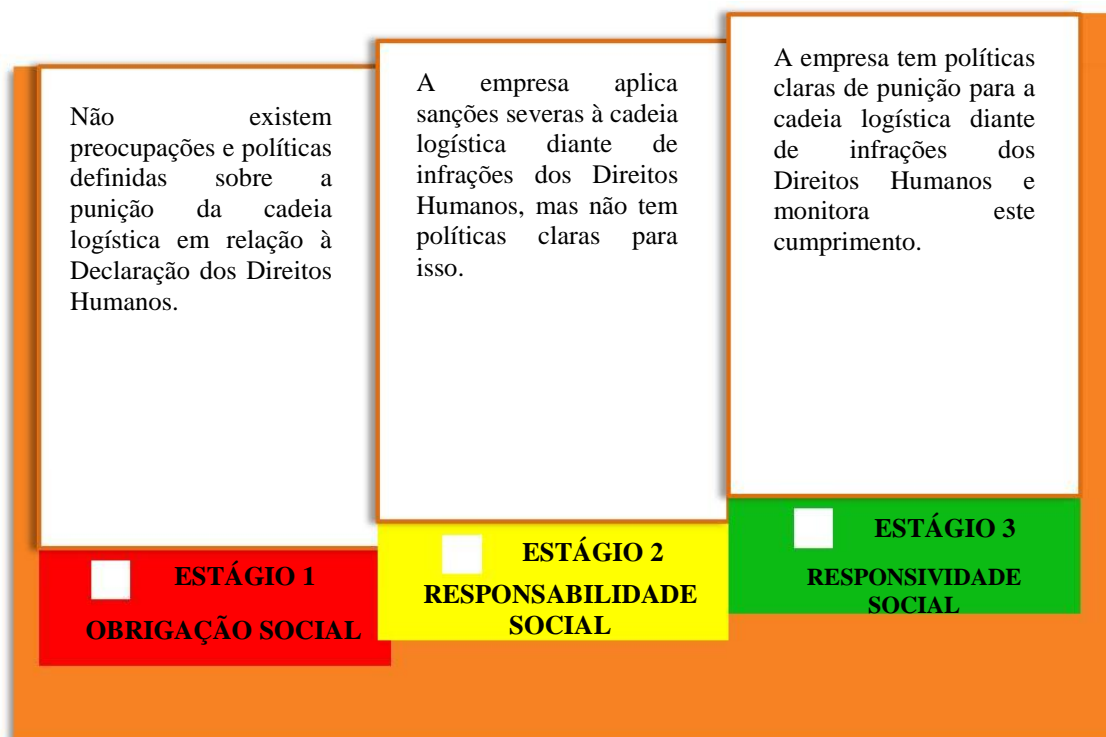 Não existem
preocupações e políticas
definidas sobre a
punição da cadeia
logística em relação à
Declaração dos Direitos
Humanos.
ESTÁGIO 1
OBRIGAÇÃO SOCIAL
A empresa aplica
sanções severas à cadeia
logística diante de
infrações dos Direitos
Humanos, mas não tem
políticas claras para
isso.
ESTÁGIO 2
RESPONSABILIDADE
SOCIAL
A empresa tem políticas
claras de punição para a
cadeia logística diante
de infrações dos
Direitos Humanos e
monitora este
cumprimento.
ESTÁGIO 3
RESPONSIVIDADE
SOCIAL